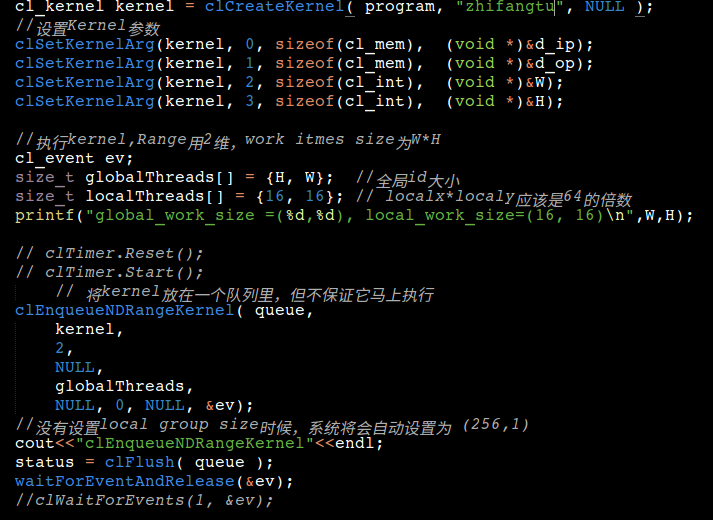 cl_kernel kernel = clCreateKernel( program, "zhifangtu", NULL );
//设置Kernel参数
clSetKernelArg(kernel, 0, sizeof(cl_mem),  (void *)&d_ip);
clSetKernelArg(kernel, 1, sizeof(cl_mem),  (void *)&d_op);
clSetKernelArg(kernel, 2, sizeof(cl_int),  (void *)&W);
clSetKernelArg(kernel, 3, sizeof(cl_int),  (void *)&H);
//执行kernel,Range用2维，work itmes size为W*H
cl_event ev;
size_t globalThreads[] = {H, W};  //全局id大小
size_t localThreads[] = {16, 16}; // localx*localy应该是64的倍数
printf("global_work_size =(%d,%d), local_work_size=(16, 16)\n",W,H);
// clTimer.Reset();
// clTimer.Start();
    // 将kernel放在一个队列里，但不保证它马上执行
clEnqueueNDRangeKernel( queue,
    kernel,
    2,
    NULL,
    globalThreads,
    NULL, 0, NULL, &ev);
//没有设置local group size时候，系统将会自动设置为 (256,1)
cout<<"clEnqueueNDRangeKernel"<<endl;
status = clFlush( queue );
waitForEventAndRelease(&ev);
//clWaitForEvents(1, &ev);